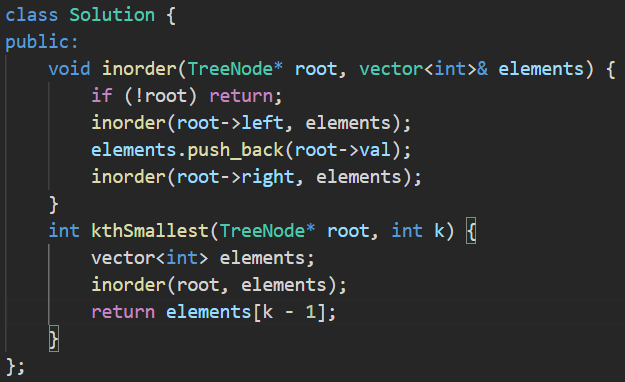 class Solution {
public:
    void inorder(TreeNode* root, vector<int>& elements) {
        if (!root) return;
        inorder(root->left, elements);
        elements.push_back(root->val);
        inorder(root->right, elements);
    }
    int kthSmallest(TreeNode* root, int k) {
        vector<int> elements;
        inorder(root, elements);
        return elements[k - 1];
    }
};